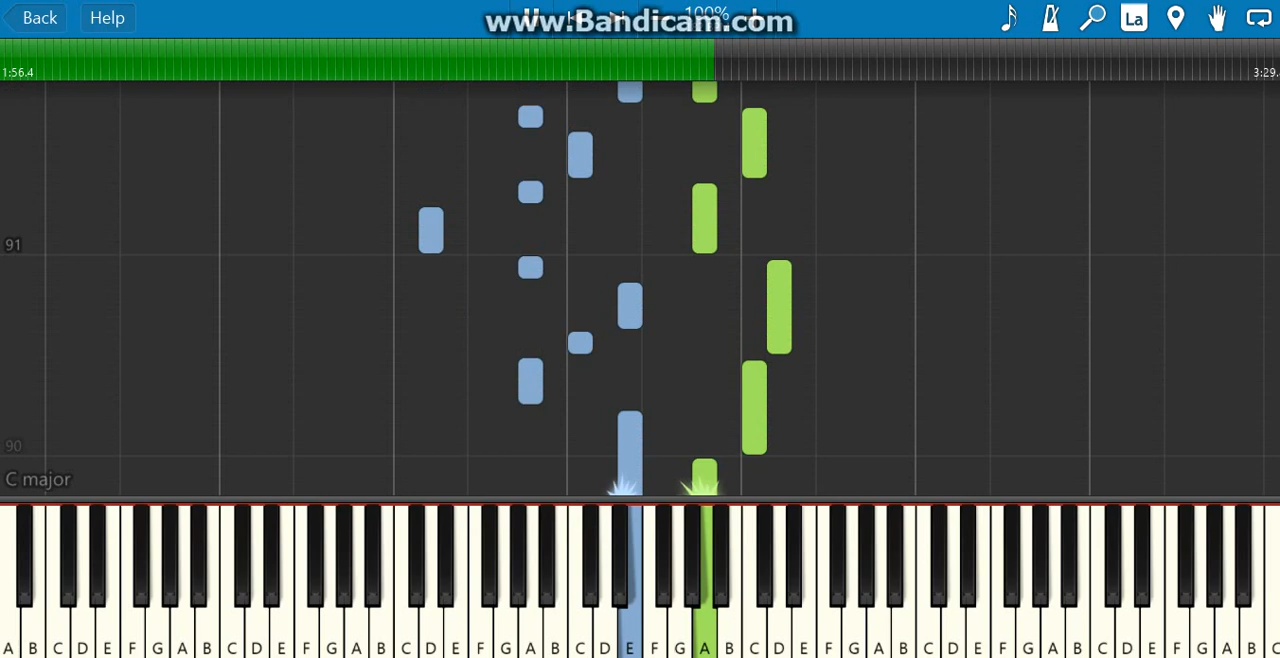 Back Help 100% La
www.Bandicam.com
1:56.4 3:29.
91
90
C major
A B C D E F G A B C D E F G A B C D E F G A B C D E F G A B C D E F G A B C D E F G A B C D E F G A B C